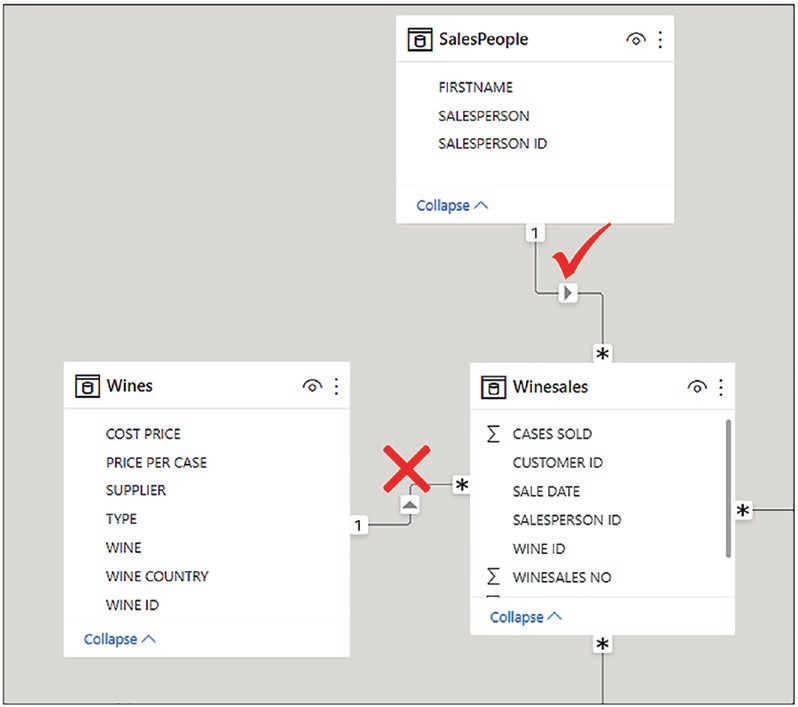 SalesPeople
FIRSTNAME
SALESPERSON
SALESPERSON ID
Collapse
1
*
Wines
COST PRICE
PRICE PER CASE
SUPPLIER
TYPE
WINE
WINE COUNTRY
WINE ID
Collapse
1
*
Winesales
Σ CASES SOLD
CUSTOMER ID
SALE DATE
SALESPERSON ID
WINE ID
Σ WINESALES NO
Collapse
*
*